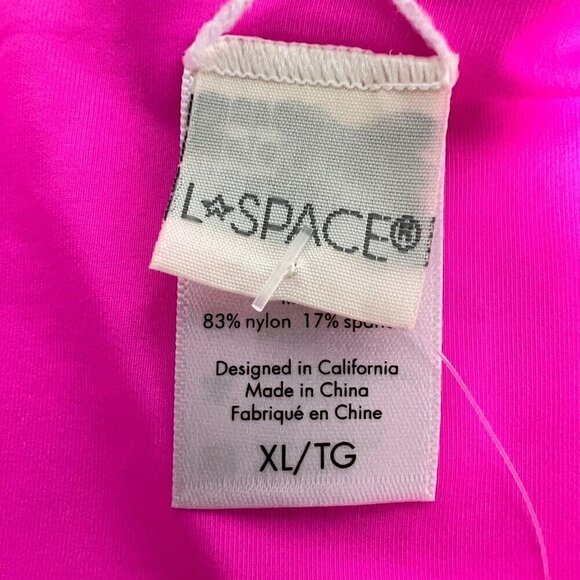 L☆SPACE®
83% nylon 17%
Designed in California
Made in China
Fabriqué en Chine
XL/TG